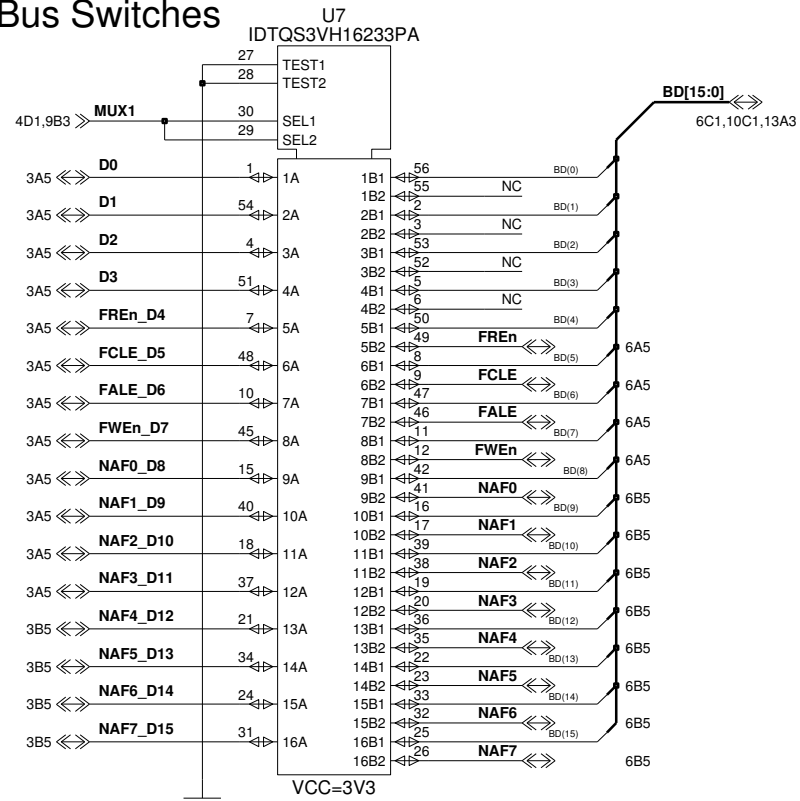 Bus Switches
U7
IDTQS3VH16233PA
27 TEST1
28 TEST2
BD[15:0]
6C1,10C1,13A3
4D1,9B3 MUX1 30 SEL1
29 SEL2
3A5 D0 1 1A 1B1 56 BD(0)
1B2 55 NC
3A5 D1 54 2A 2B1 2 BD(1)
2B2 3 NC
3A5 D2 4 3A 3B1 53 BD(2)
3B2 52 NC
3A5 D3 51 4A 4B1 5 BD(3)
4B2 6 NC
3A5 FREn_D4 7 5A 5B1 50 BD(4)
5B2 49 FREn 6A5
3A5 FCLE_D5 48 6A 6B1 8 BD(5)
6B2 9 FCLE 6A5
3A5 FALE_D6 10 7A 7B1 47 BD(6)
7B2 46 FALE 6A5
3A5 FWEn_D7 45 8A 8B1 11 BD(7)
8B2 12 FWEn 6A5
3A5 NAF0_D8 15 9A 9B1 42 BD(8)
9B2 41 NAF0 6B5
3A5 NAF1_D9 40 10A 10B1 16 BD(9)
10B2 17 NAF1 6B5
3A5 NAF2_D10 18 11A 11B1 39 BD(10)
11B2 38 NAF2 6B5
3A5 NAF3_D11 37 12A 12B1 19 BD(11)
12B2 20 NAF3 6B5
3B5 NAF4_D12 21 13A 13B1 36 BD(12)
13B2 35 NAF4 6B5
3B5 NAF5_D13 34 14A 14B1 22 BD(13)
14B2 23 NAF5 6B5
3B5 NAF6_D14 24 15A 15B1 33 BD(14)
15B2 32 NAF6 6B5
3B5 NAF7_D15 31 16A 16B1 25 BD(15)
16B2 26 NAF7 6B5
VCC=3V3